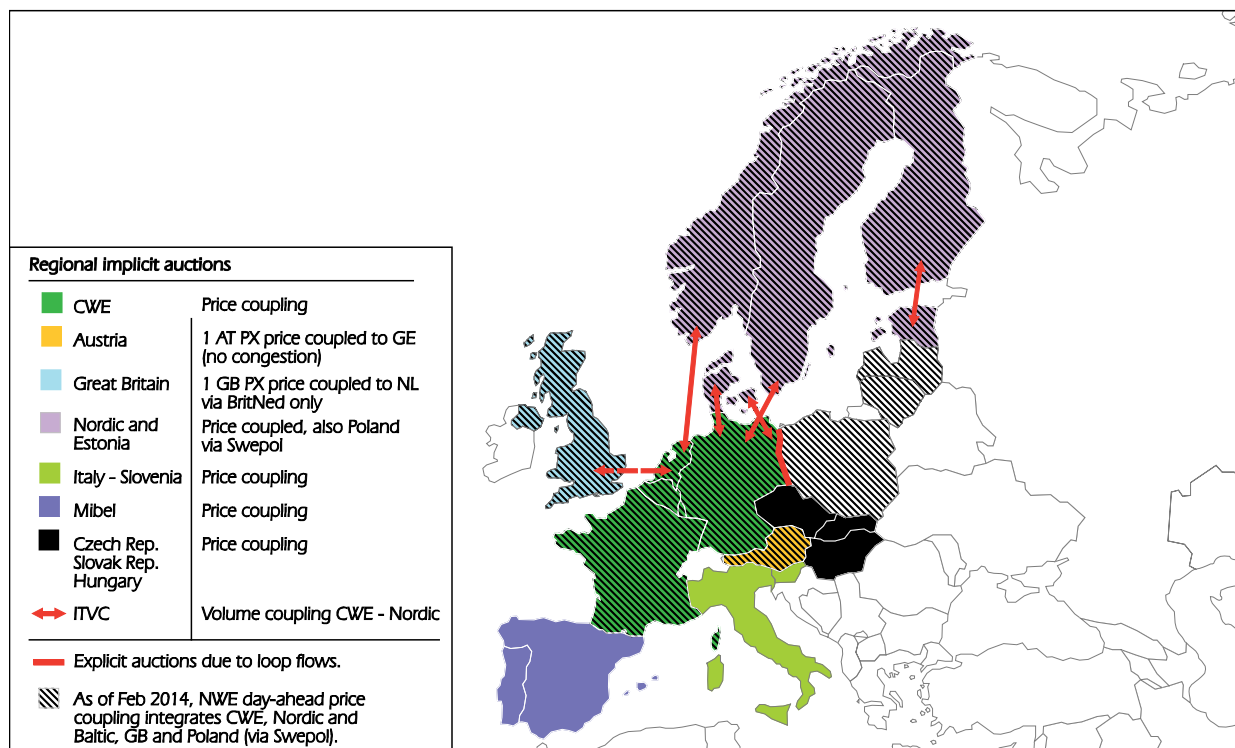 Regional implicit auctions
CWE Price coupling
Austria 1 AT PX price coupled to GE
(no congestion)
Great Britain 1 GB PX price coupled to NL
via BritNed only
Nordic and Price coupled, also Poland
Estonia via Swepol
Italy - Slovenia Price coupling
Mibel Price coupling
Czech Rep. Price coupling
Slovak Rep.
Hungary
ITVC Volume coupling CWE - Nordic
Explicit auctions due to loop flows.
As of Feb 2014, NWE day-ahead price
coupling integrates CWE, Nordic and
Baltic, GB and Poland (via Swepol).